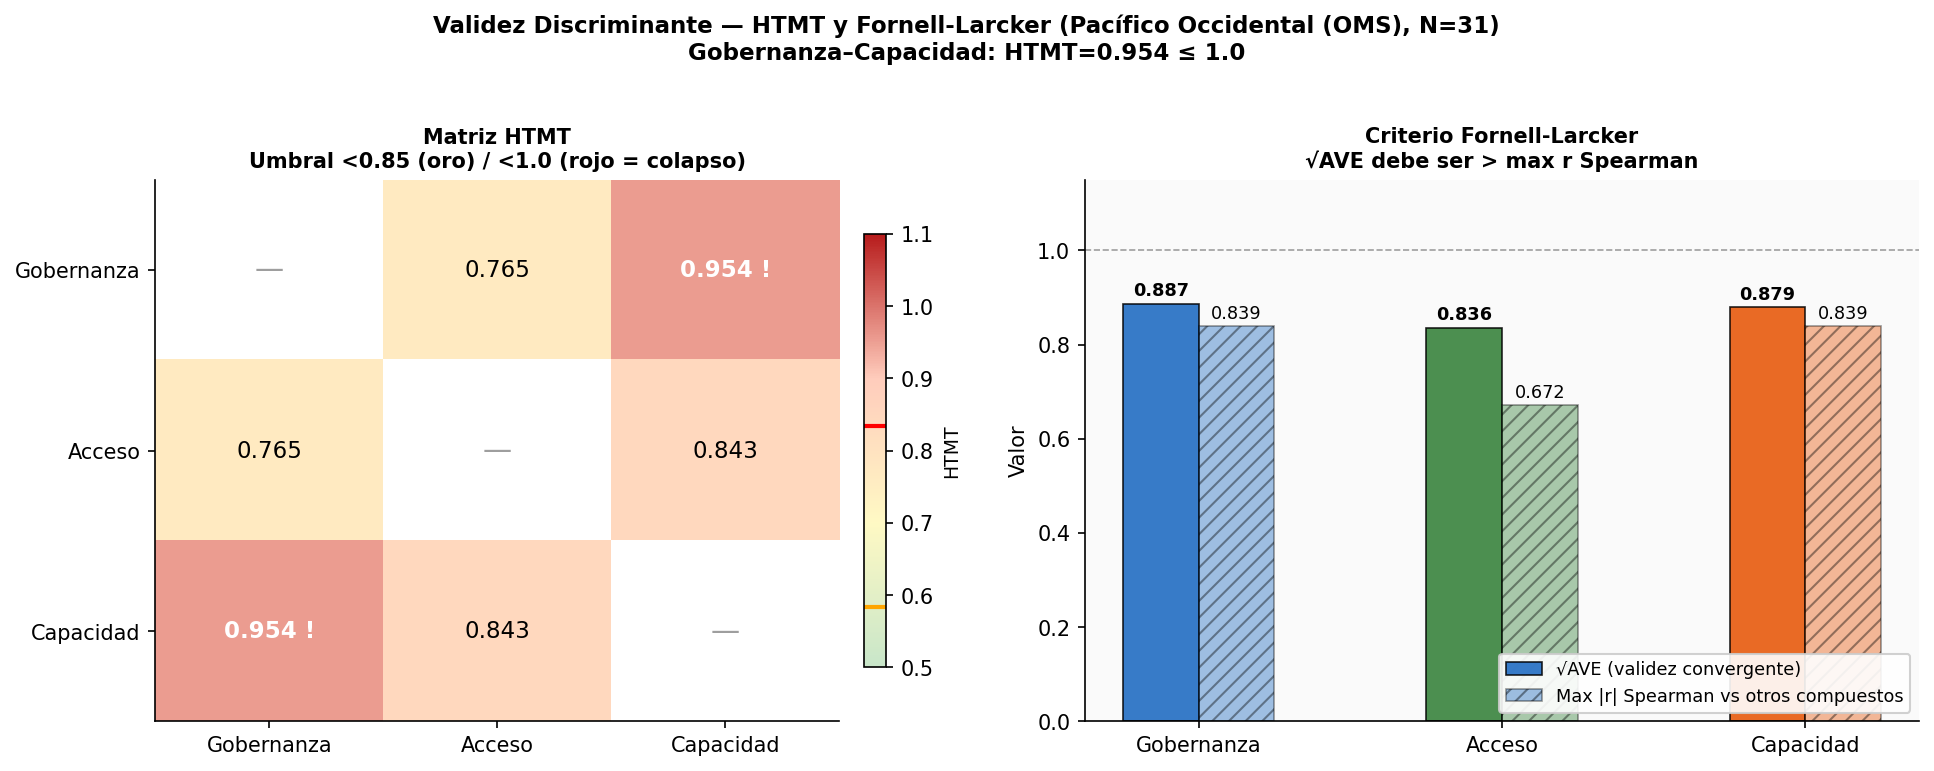 Validez Discriminante — HTMT y Fornell-Larcker (Pacífico Occidental (OMS), N=31)
Gobernanza–Capacidad: HTMT=0.954 ≤ 1.0
Matriz HTMT
Umbral <0.85 (oro) / <1.0 (rojo = colapso)
Gobernanza
—
0.765
0.954 !
Acceso
0.765
—
0.843
Capacidad
0.954 !
0.843
—
Gobernanza
Acceso
Capacidad
1.1
1.0
0.9
0.8
0.7
0.6
0.5
HTMT
Criterio Fornell-Larcker
√AVE debe ser > max r Spearman
Valor
1.0
0.8
0.6
0.4
0.2
0.0
0.887
0.839
0.836
0.672
0.879
0.839
√AVE (validez convergente)
Max |r| Spearman vs otros compuestos
Gobernanza
Acceso
Capacidad